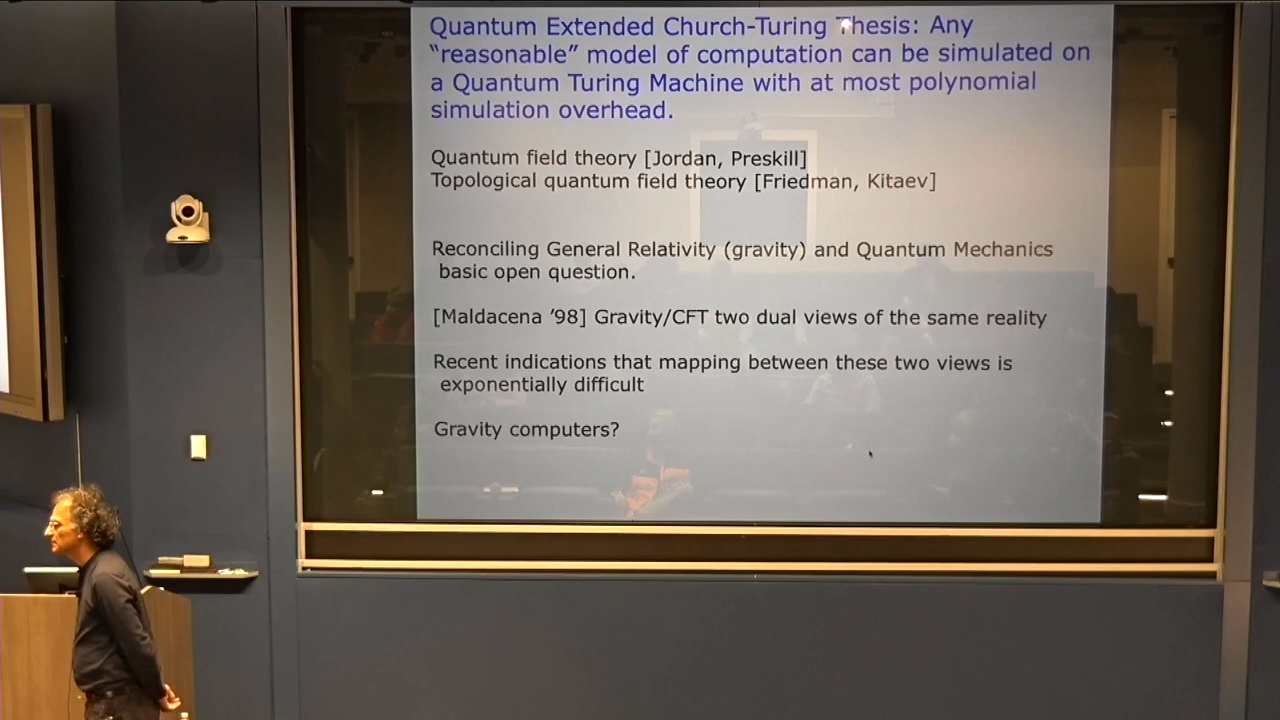 Quantum Extended Church-Turing Thesis: Any
“reasonable” model of computation can be simulated on
a Quantum Turing Machine with at most polynomial
simulation overhead.
Quantum field theory [Jordan, Preskill]
Topological quantum field theory [Friedman, Kitaev]
Reconciling General Relativity (gravity) and Quantum Mechanics
basic open question.
[Maldacena ’98] Gravity/CFT two dual views of the same reality
Recent indications that mapping between these two views is
exponentially difficult
Gravity computers?